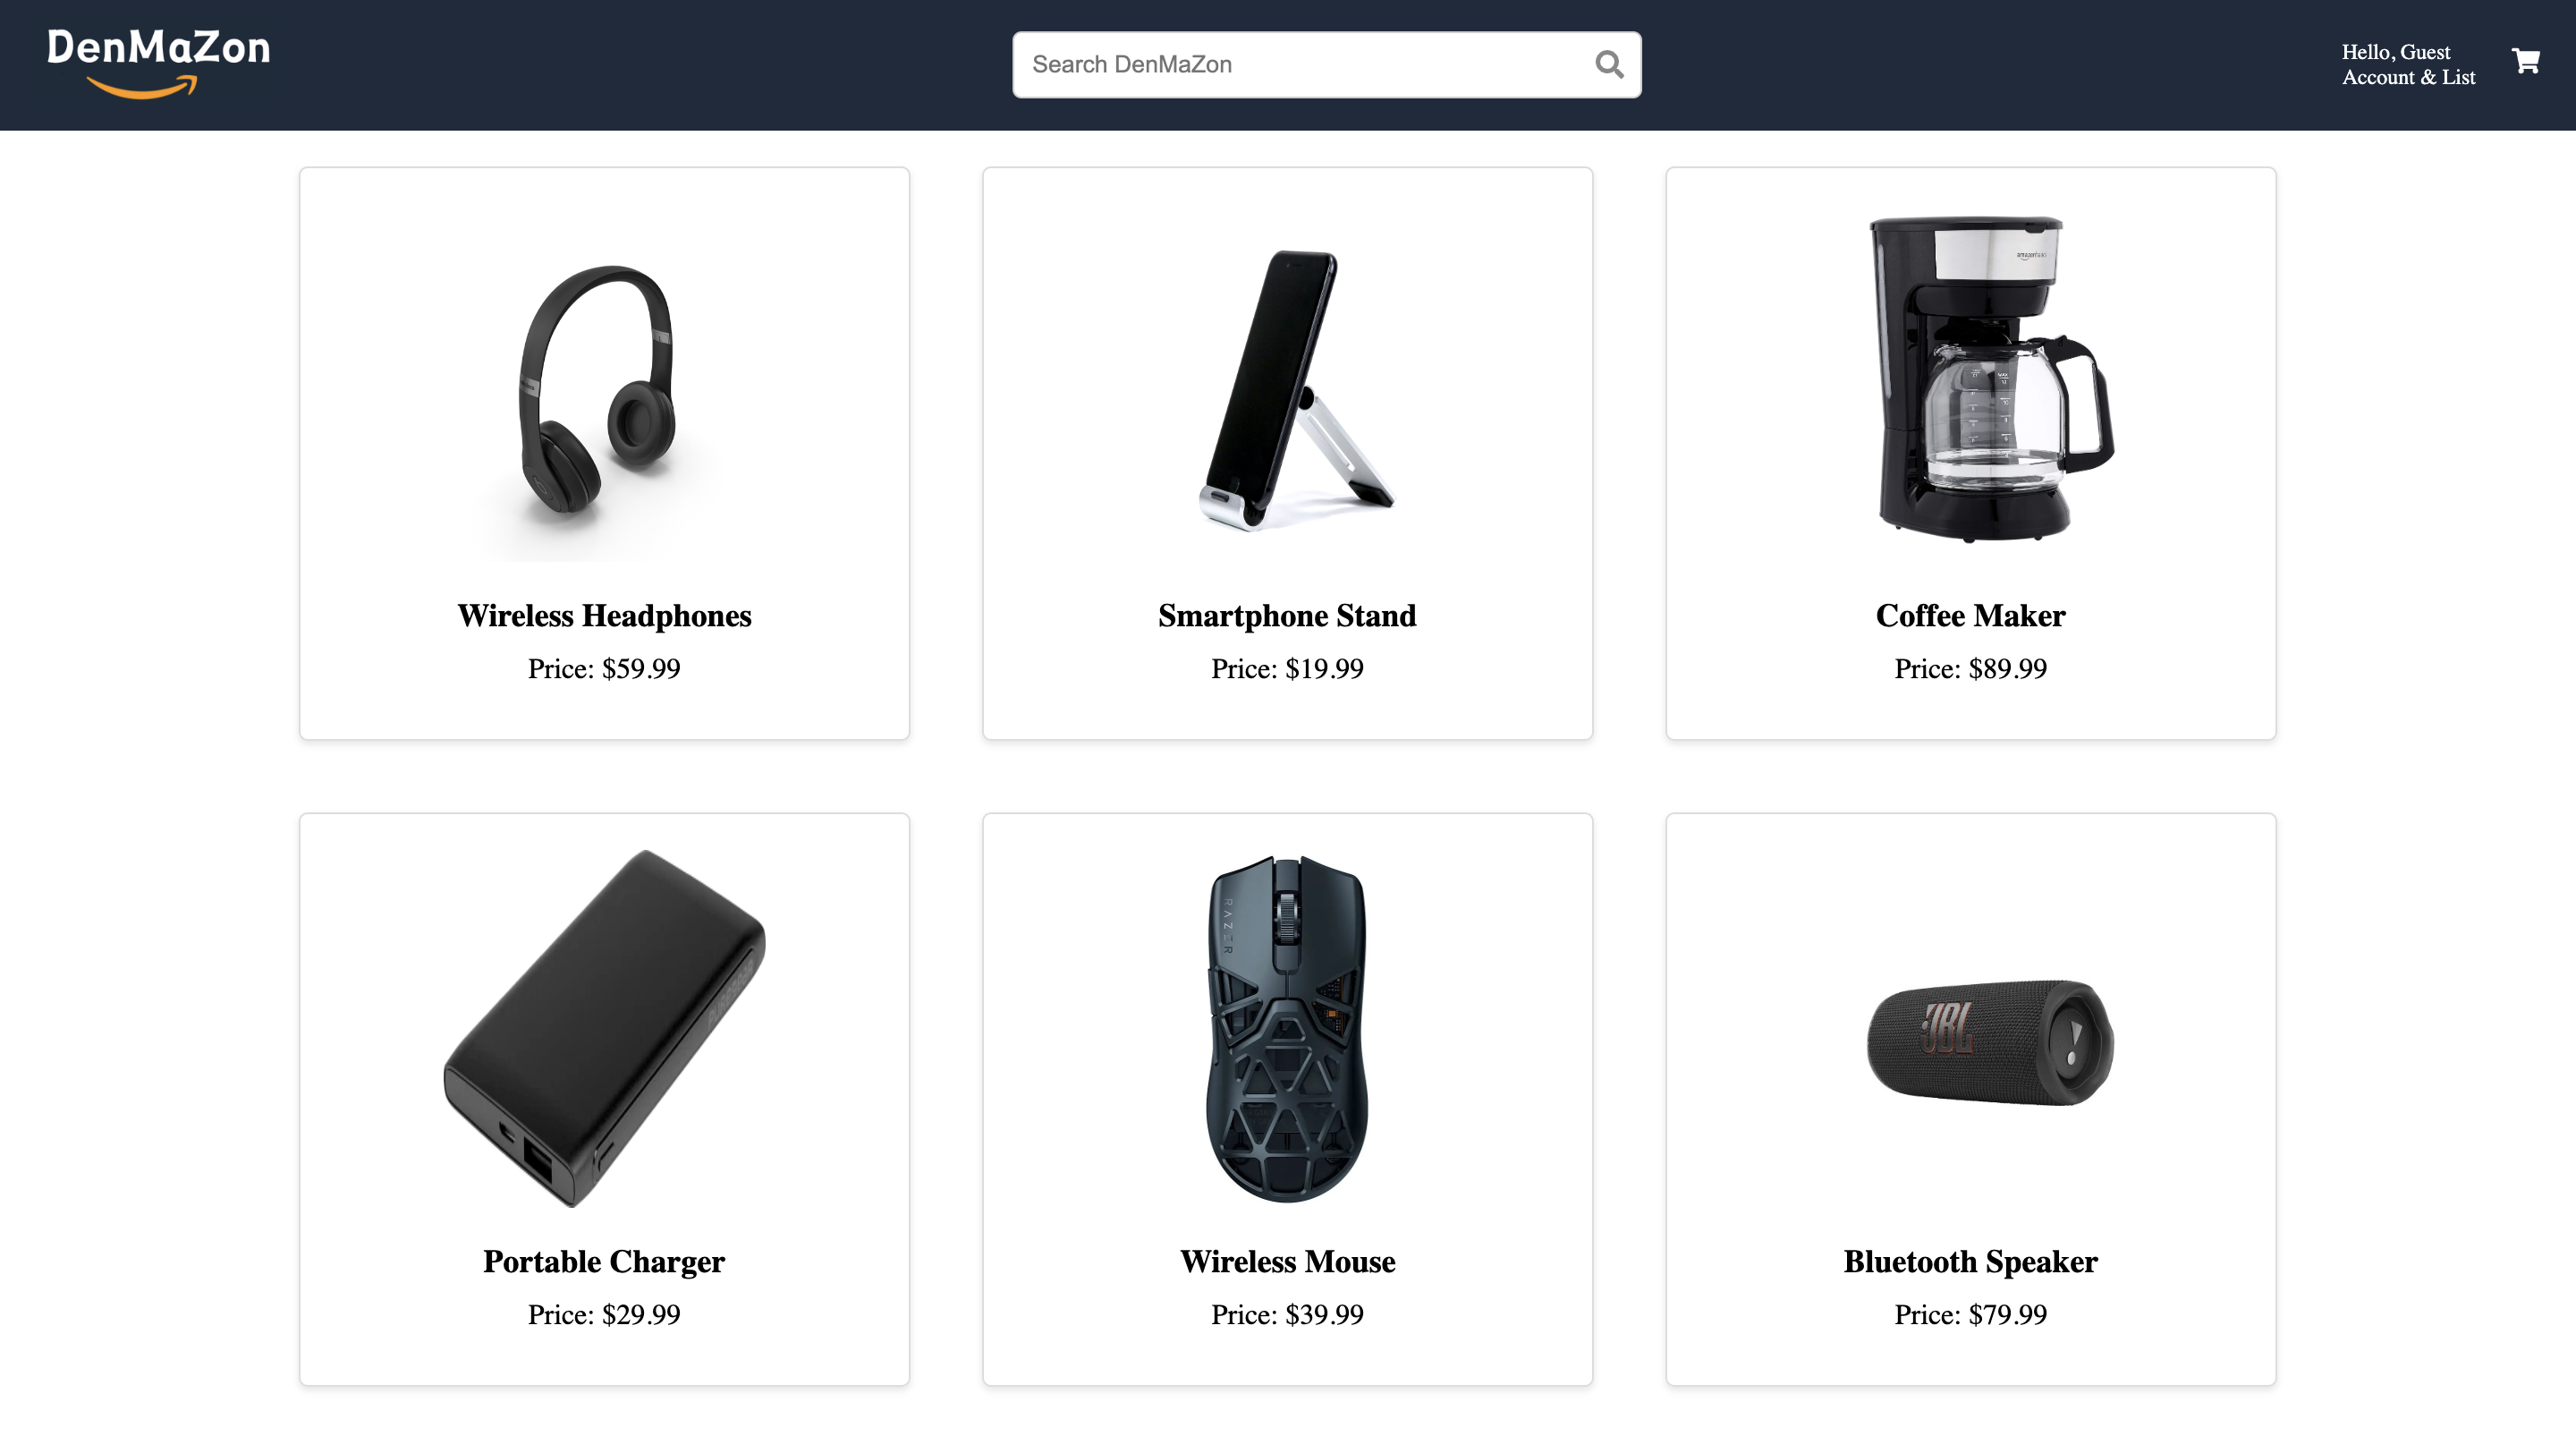 DenMaZon
Search DenMaZon
Hello, Guest
Account & List
Wireless Headphones
Price: $59.99
Smartphone Stand
Price: $19.99
Coffee Maker
Price: $89.99
RAZER
JBL
Portable Charger
Price: $29.99
Wireless Mouse
Price: $39.99
Bluetooth Speaker
Price: $79.99